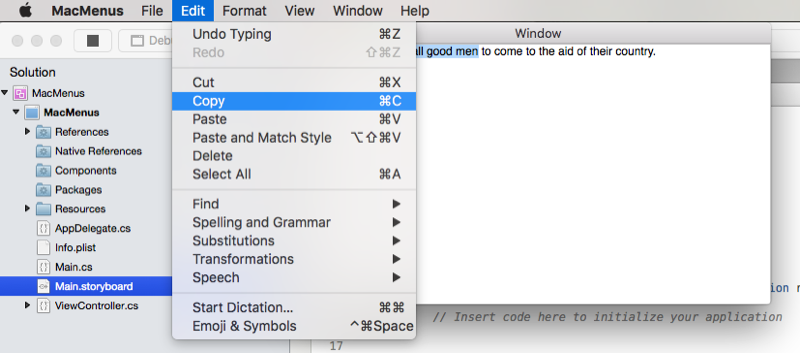 MacMenus File Edit Format View Window Help
Undo Typing ⌘Z
Redo ⇧⌘Z
Cut ⌘X
Copy ⌘C
Paste ⌘V
Paste and Match Style ⌥⇧⌘V
Delete
Select All ⌘A
Find
Spelling and Grammar
Substitutions
Transformations
Speech
Start Dictation... ⌘⌘
Emoji & Symbols ^⌘Space
Debu
Window
all good men to come to the aid of their country.
Solution
MacMenus
MacMenus
References
Native References
Components
Packages
Resources
AppDelegate.cs
Info.plist
Main.cs
Main.storyboard
ViewController.cs
// Insert code here to initialize your application
17